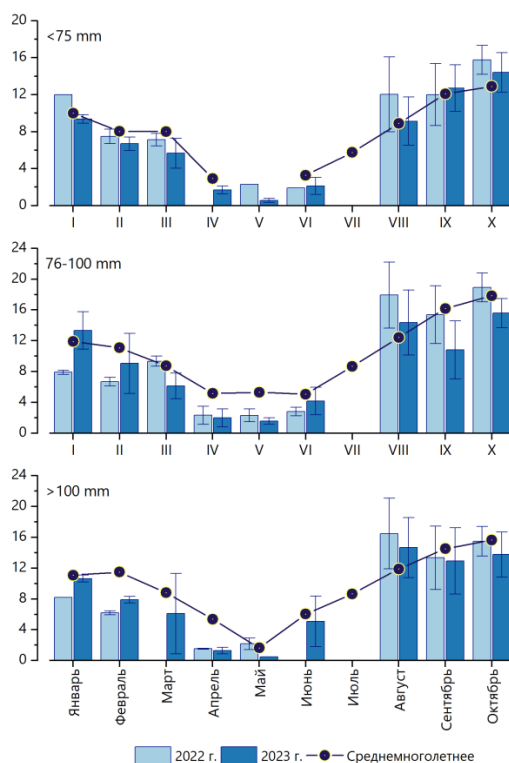 <75 mm
20
16
12
8
4
0
I II III IV V VI VII VIII IX X
76-100 mm
24
20
16
12
8
4
0
I II III IV V VI VII VIII IX X
>100 mm
24
20
16
12
8
4
0
Январь Февраль Март Апрель Май Июнь Июль Август Сентябрь Октябрь
2022 г. 2023 г. Среднемноголетнее